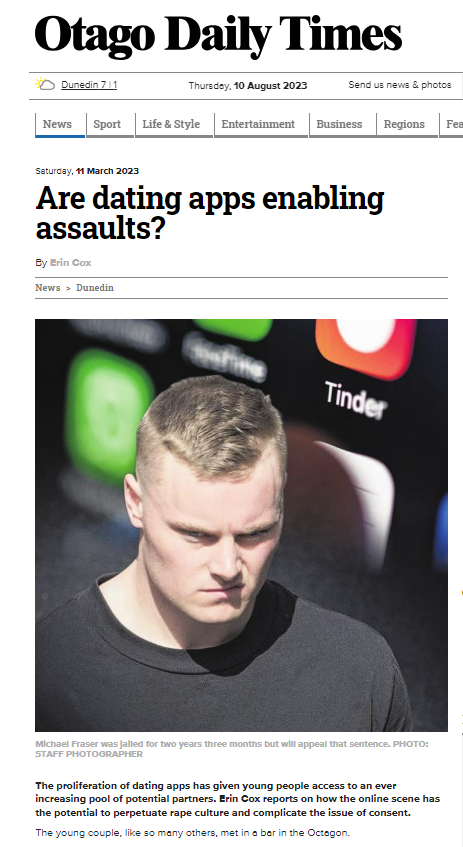 Otago Daily Times
Dunedin 7 | 1
Thursday, 10 August 2023
Send us news & photos
News
Sport
Life & Style
Entertainment
Business
Regions
Fea
Saturday, 11 March 2023
Are dating apps enabling
assaults?
By Erin Cox
News > Dunedin
FaceTime
Tinder
Michael Fraser was jailed for two years three months but will appeal that sentence. PHOTO:
STAFF PHOTOGRAPHER
The proliferation of dating apps has given young people access to an ever
increasing pool of potential partners. Erin Cox reports on how the online scene has
the potential to perpetuate rape culture and complicate the issue of consent.
The young couple, like so many others, met in a bar in the Octagon.